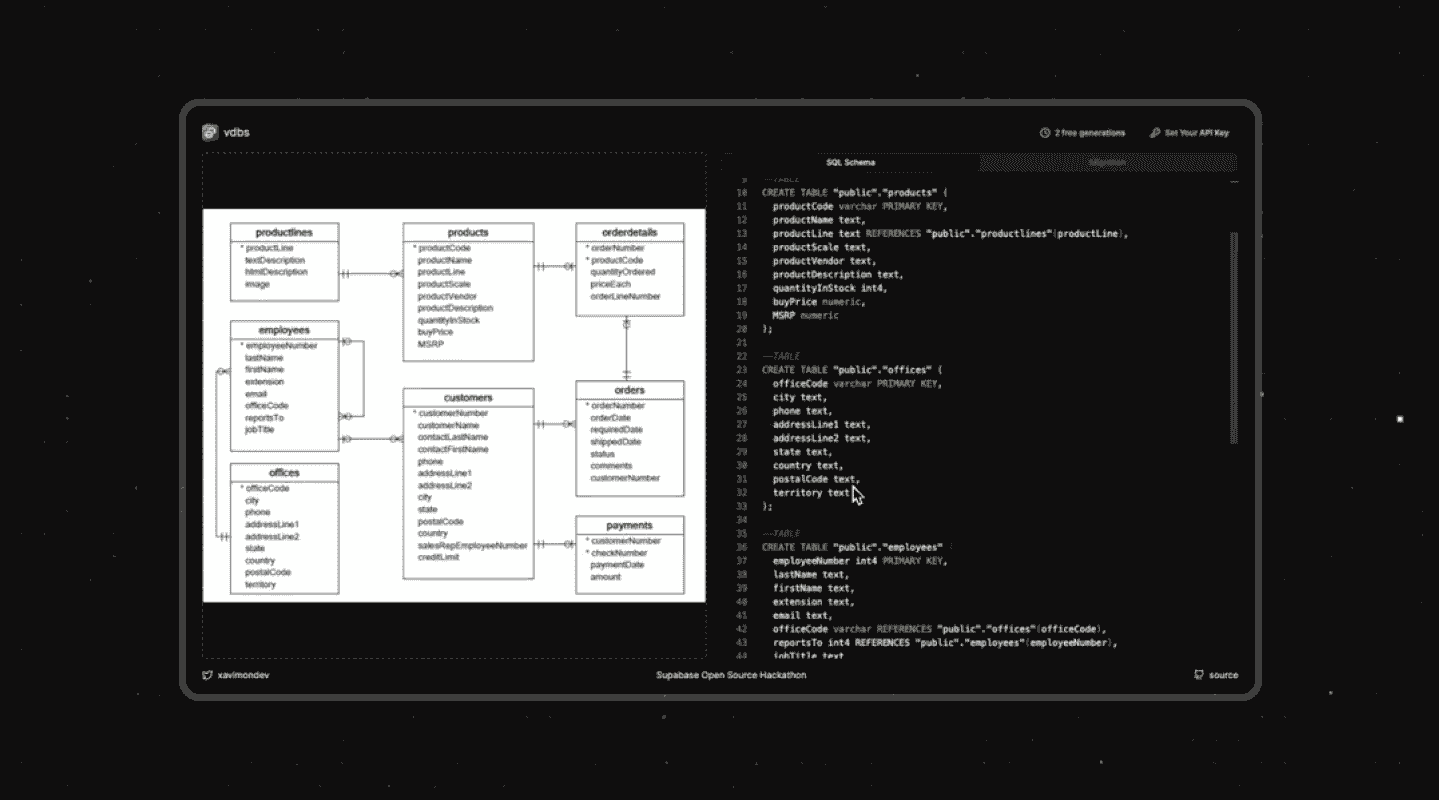 vdbs
2 free generations
Set Your API Key
productlines
* productLine
textDescription
htmlDescription
image
employees
* employeeNumber
lastName
firstName
extension
email
officeCode
reportsTo
jobTitle
offices
* officeCode
city
phone
addressLine1
addressLine2
state
country
postalCode
territory
products
* productCode
productName
productLine
productScale
productVendor
productDescription
quantityInStock
buyPrice
MSRP
customers
* customerNumber
customerName
contactLastName
contactFirstName
phone
addressLine1
addressLine2
city
state
postalCode
country
salesRepEmployeeNumber
creditLimit
orderdetails
* orderNumber
* productCode
quantityOrdered
priceEach
orderLineNumber
orders
* orderNumber
orderDate
requiredDate
shippedDate
status
comments
customerNumber
payments
* customerNumber
* checkNumber
paymentDate
amount
SQL Schema
Migration
9 --TABLE
10 CREATE TABLE "public"."products" (
11 productCode varchar PRIMARY KEY,
12 productName text,
13 productLine text REFERENCES "public"."productlines"(productLine),
14 productScale text,
15 productVendor text,
16 productDescription text,
17 quantityInStock int4,
18 buyPrice numeric,
19 MSRP numeric
20 );
21
22 --TABLE
23 CREATE TABLE "public"."offices" (
24 officeCode varchar PRIMARY KEY,
25 city text,
26 phone text,
27 addressLine1 text,
28 addressLine2 text,
29 state text,
30 country text,
31 postalCode text,
32 territory text
33 );
34
35 --TABLE
36 CREATE TABLE "public"."employees"
37 employeeNumber int4 PRIMARY KEY,
38 lastName text,
39 firstName text,
40 extension text,
41 email text,
42 officeCode varchar REFERENCES "public"."offices"(officeCode),
43 reportsTo int4 REFERENCES "public"."employees"(employeeNumber),
44 jobTitle text
xavimondev
Supabase Open Source Hackathon
source